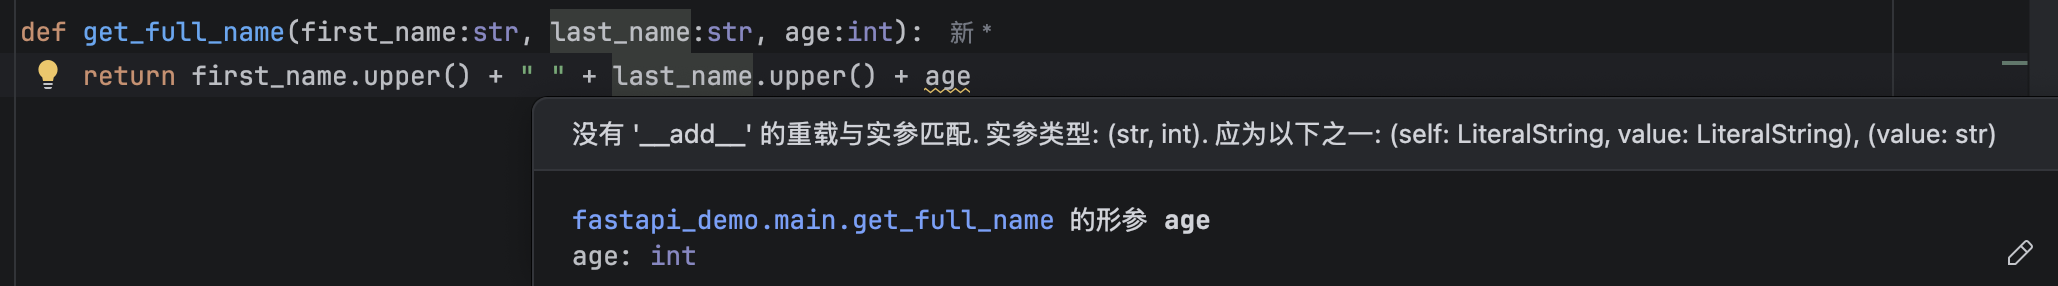 def get_full_name(first_name:str, last_name:str, age:int): 新 *
return first_name.upper() + " " + last_name.upper() + age
没有 '__add__' 的重载与实参匹配. 实参类型: (str, int). 应为以下之一: (self: LiteralString, value: LiteralString), (value: str)
fastapi_demo.main.get_full_name 的形参 age
age: int